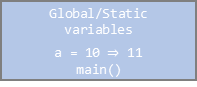 Global/Static
variables
a = 10 ⇒ 11
main()